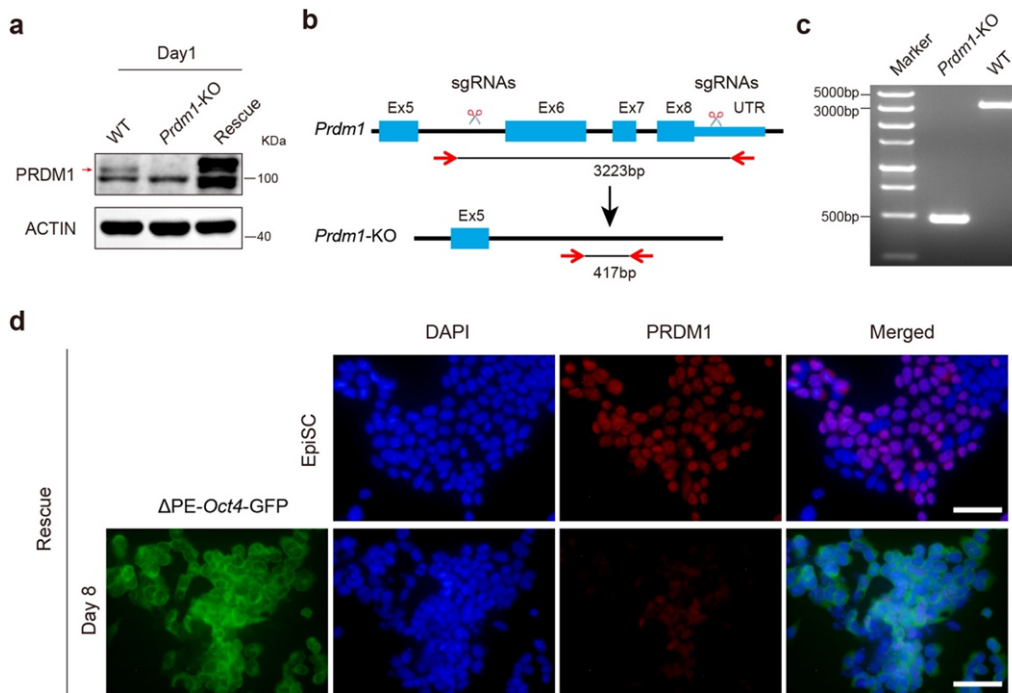 a
Day1
WT
Prdm1-KO
Rescue
KDa
PRDM1
100
ACTIN
40
b
sgRNAs
sgRNAs
Ex5
Ex6
Ex7
Ex8
UTR
Prdm1
3223bp
Ex5
Prdm1-KO
417bp
c
Marker
Prdm1-KO
WT
5000bp
3000bp
500bp
d
DAPI
PRDM1
Merged
EpiSC
Rescue
ΔPE-Oct4-GFP
Day 8